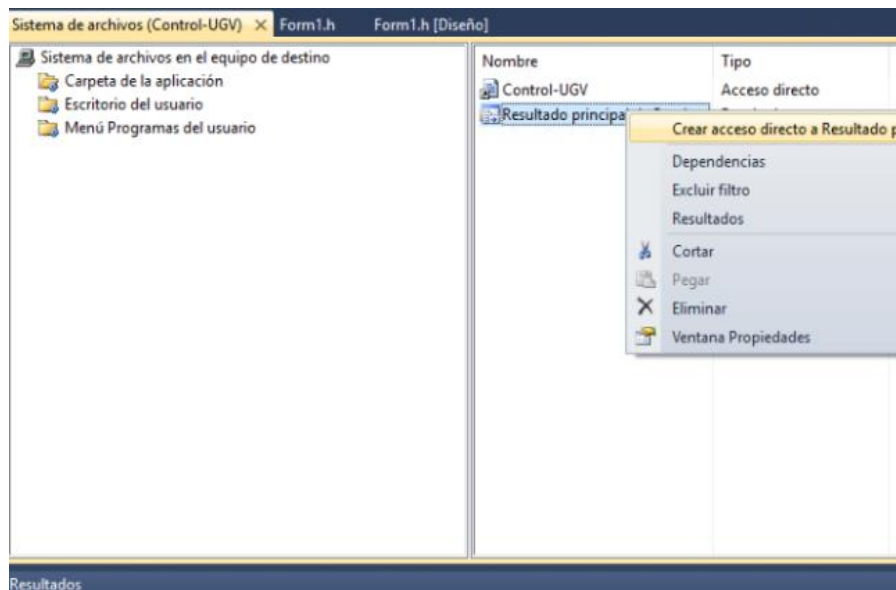 Sistema de archivos (Control-UGV) Form1.h Form1.h [Diseño]
Sistema de archivos en el equipo de destino
Carpeta de la aplicación
Escritorio del usuario
Menú Programas del usuario
Nombre Tipo
Control-UGV Acceso directo
Resultado principal
Crear acceso directo a Resultado p
Dependencias
Excluir filtro
Resultados
Cortar
Pegar
Eliminar
Ventana Propiedades
Resultados